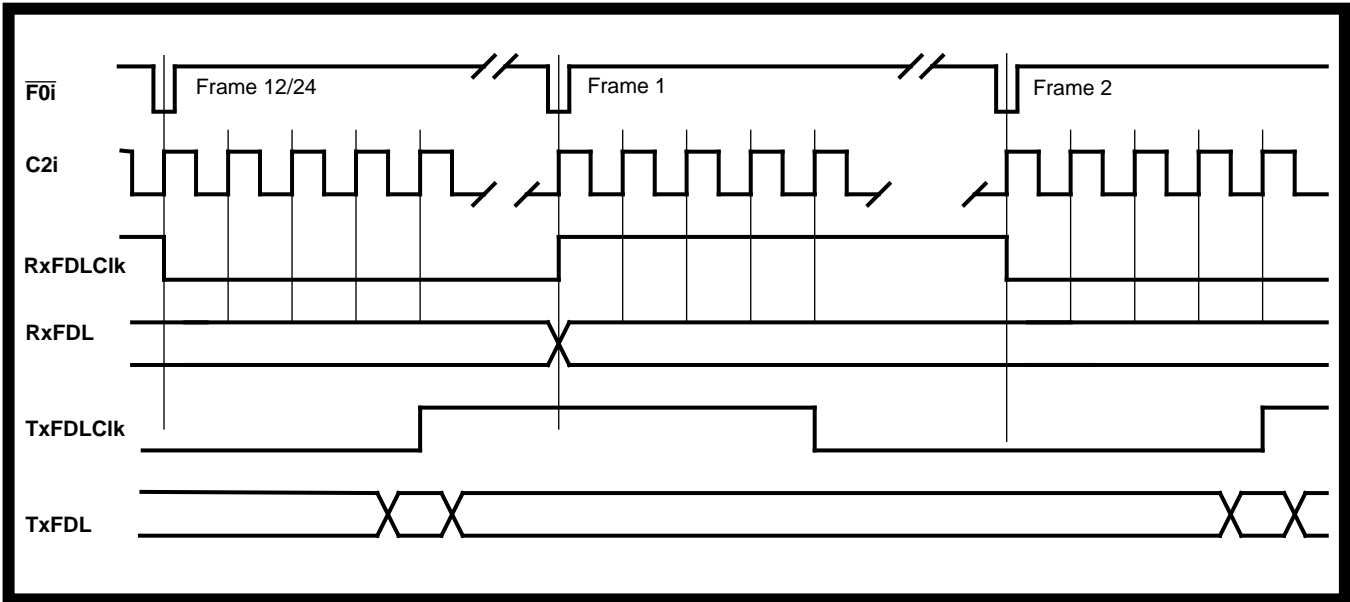 F0i
Frame 12/24
Frame 1
Frame 2
C2i
RxFDLClk
RxFDL
TxFDLClk
TxFDL